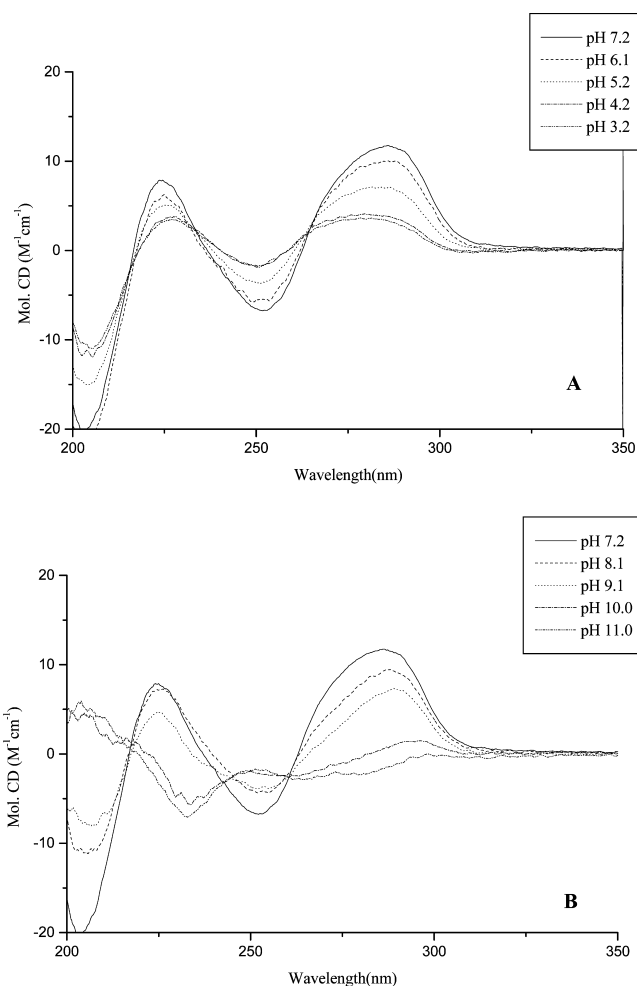 pH 7.2
pH 6.1
pH 5.2
pH 4.2
pH 3.2
20
10
0
-10
-20
Mol. CD (M⁻¹cm⁻¹)
A
200
250
300
350
Wavelength(nm)
pH 7.2
pH 8.1
pH 9.1
pH 10.0
pH 11.0
20
10
0
-10
-20
Mol. CD (M⁻¹cm⁻¹)
B
200
250
300
350
Wavelength(nm)